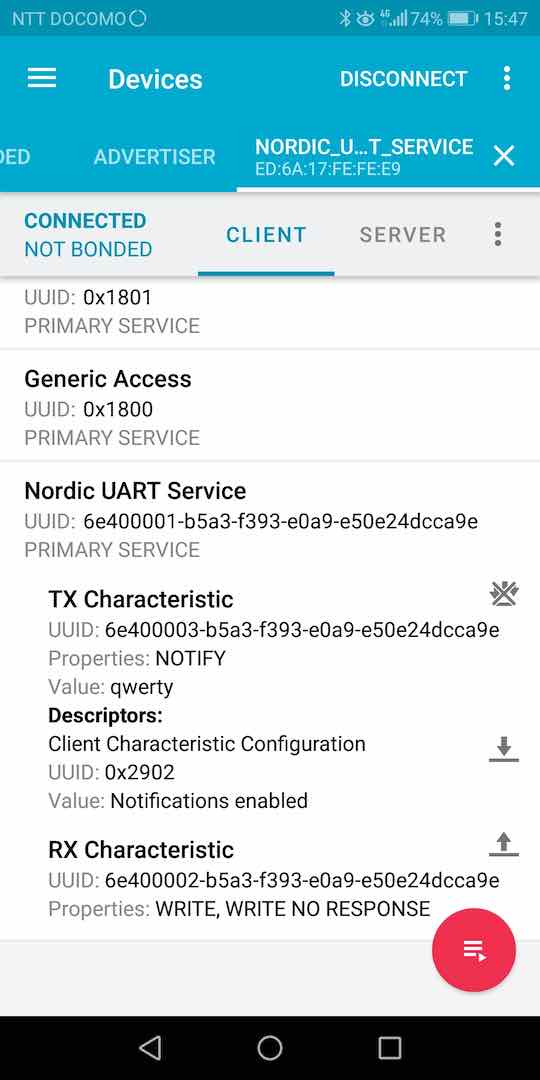 NTT DOCOMO 4G 74% 15:47
Devices DISCONNECT
DED ADVERTISER NORDIC_U...T_SERVICE
ED:6A:17:FE:FE:E9
CONNECTED
NOT BONDED
CLIENT SERVER
UUID: 0x1801
PRIMARY SERVICE
Generic Access
UUID: 0x1800
PRIMARY SERVICE
Nordic UART Service
UUID: 6e400001-b5a3-f393-e0a9-e50e24dcca9e
PRIMARY SERVICE
TX Characteristic
UUID: 6e400003-b5a3-f393-e0a9-e50e24dcca9e
Properties: NOTIFY
Value: qwerty
Descriptors:
Client Characteristic Configuration
UUID: 0x2902
Value: Notifications enabled
RX Characteristic
UUID: 6e400002-b5a3-f393-e0a9-e50e24dcca9e
Properties: WRITE, WRITE NO RESPONSE